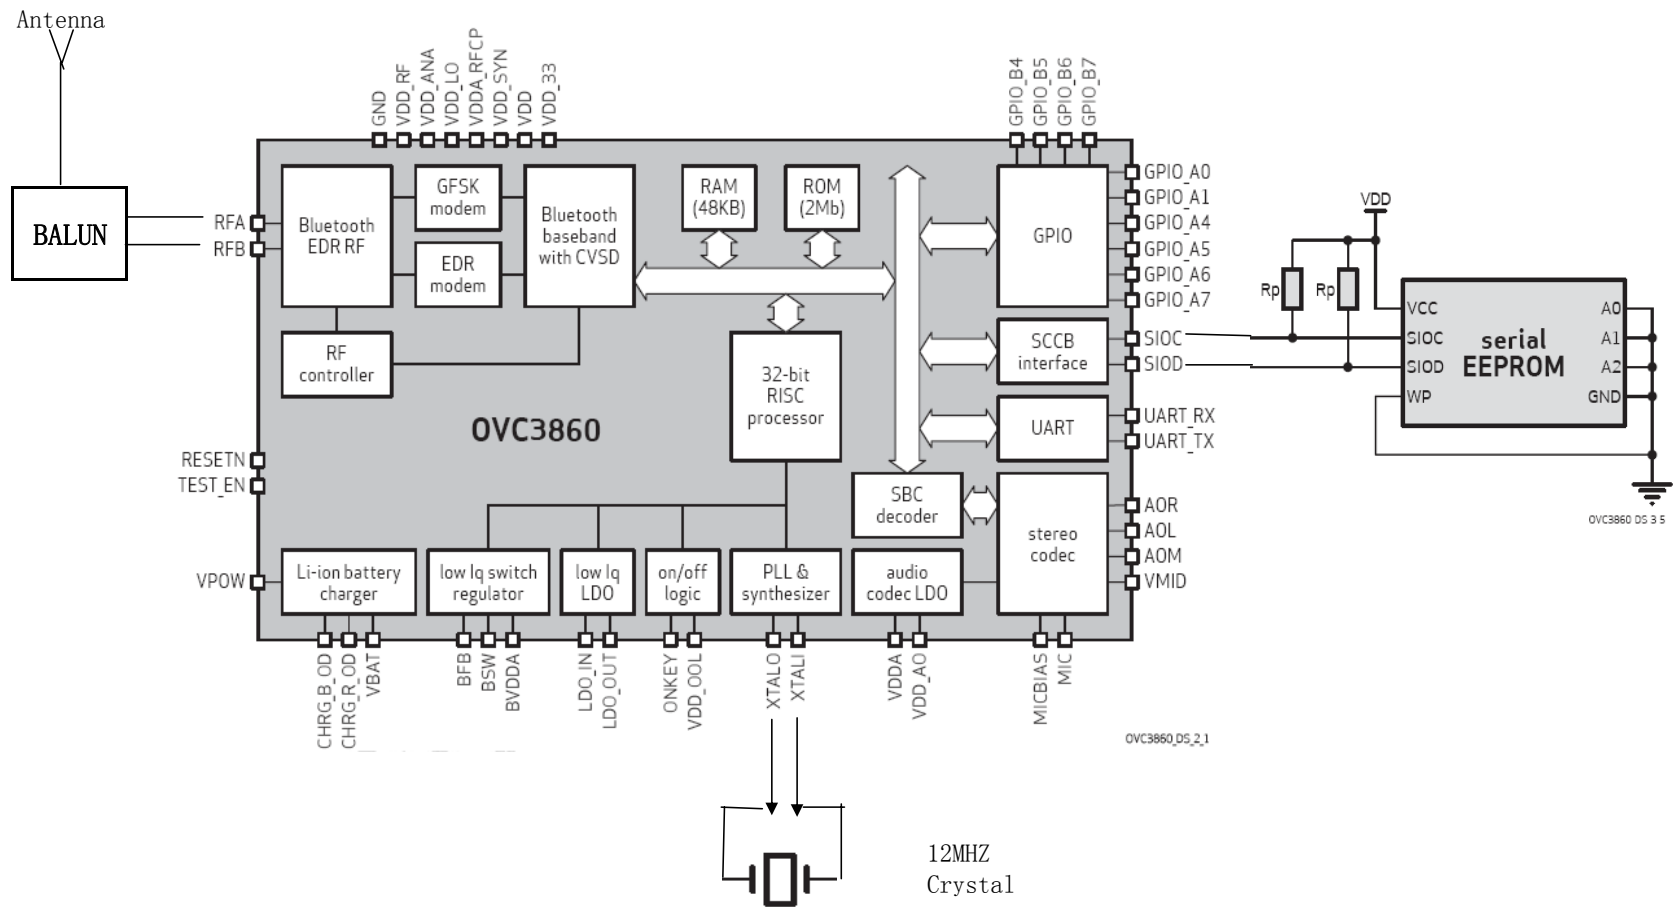 Antenna
GND
VDD_RF
VDD_ANA
VDD_LO
VDDA_RFCP
VDD_SYN
VDD
VDD_33
GPIO_B4
GPIO_B5
GPIO_B6
GPIO_B7
BALUN
RFA
RFB
Bluetooth
EDR RF
GFSK
modem
EDR
modem
Bluetooth
baseband
with CVSD
RAM
(48KB)
ROM
(2Mb)
GPIO
GPIO_A0
GPIO_A1
GPIO_A4
GPIO_A5
GPIO_A6
GPIO_A7
RF
controller
32-bit
RISC
processor
SCCB
interface
SIOC
SIOD
VDD
Rp
Rp
VCC
SIOC
SIOD
WP
serial
EEPROM
A0
A1
A2
GND
OVC3860 DS 3 5
OVC3860
UART
UART_RX
UART_TX
RESETN
TEST_EN
SBC
decoder
stereo
codec
AOR
AOL
AOM
VMID
VPOW
Li-ion battery
charger
low Iq switch
regulator
low Iq
LDO
on/off
logic
PLL &
synthesizer
audio
codec LDO
CHRG_B_OD
CHRG_R_OD
VBAT
BFB
BSW
BVDDA
LDO_IN
LDO_OUT
ONKEY
VDD_OOL
XTALO
XTALI
VDDA
VDD_AO
MICBIAS
MIC
OVC3860_DS_2_1
12MHZ
Crystal